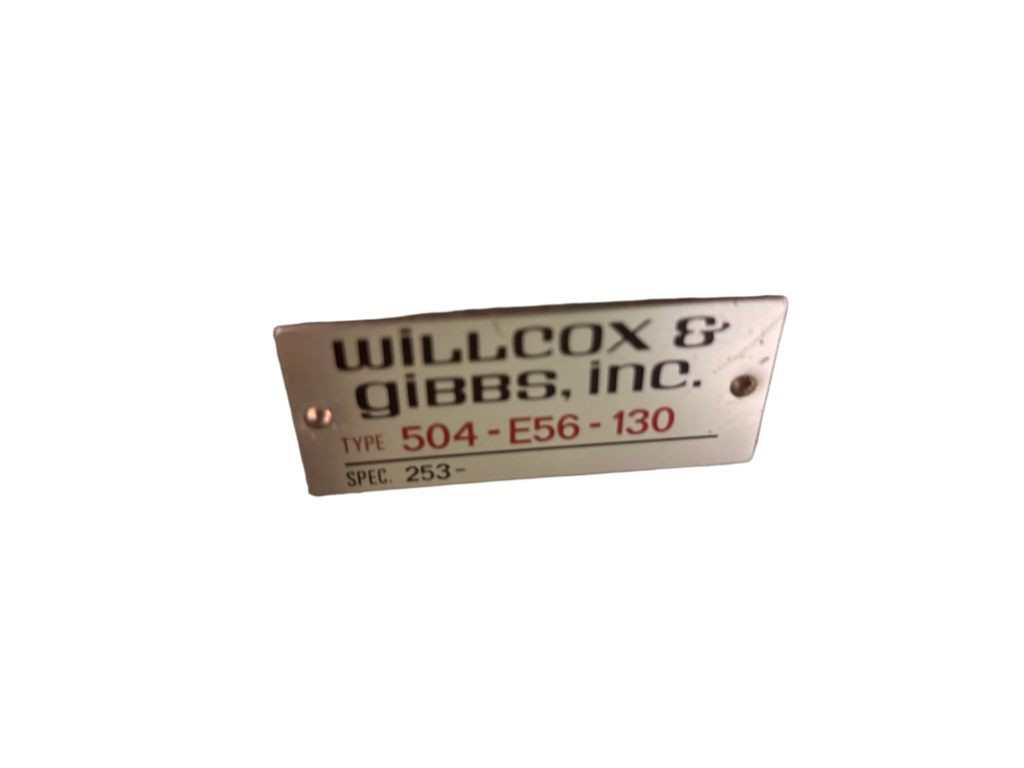 WiLLCOX &
giBBS, inc.
TYPE 504 - E56 - 130
SPEC. 253-